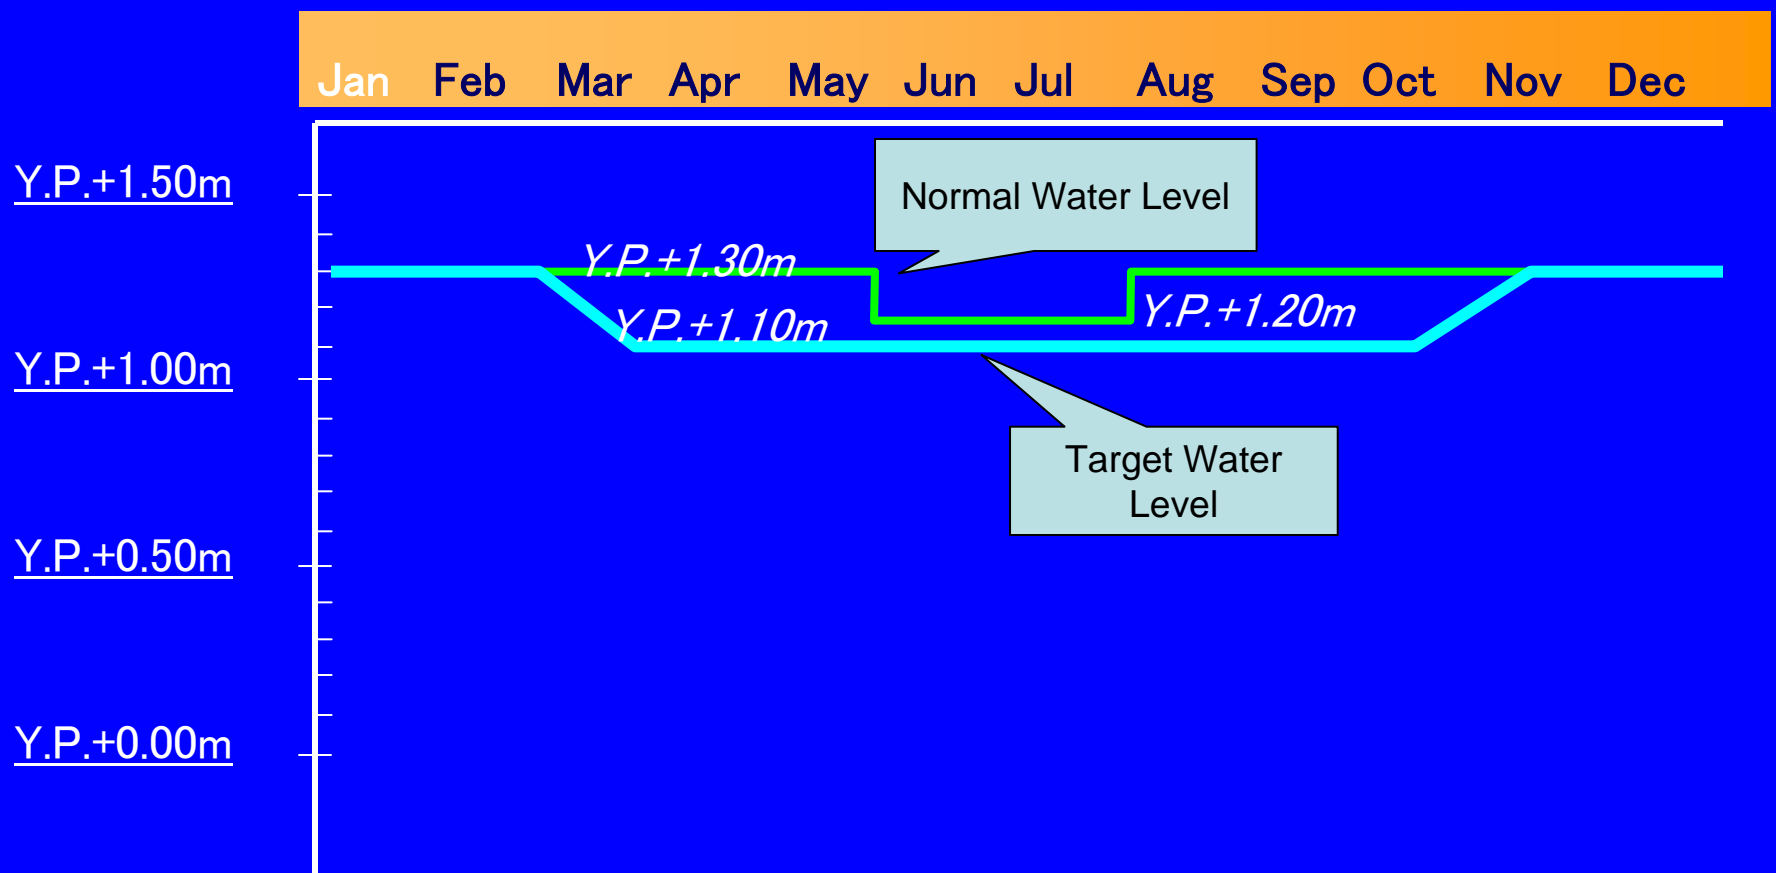 Jan Feb Mar Apr May Jun Jul Aug Sep Oct Nov Dec
Y.P.+1.50m
Normal Water Level
Y.P.+1.30m
Y.P.+1.20m
Y.P.+1.10m
Y.P.+1.00m
Target Water
Level
Y.P.+0.50m
Y.P.+0.00m